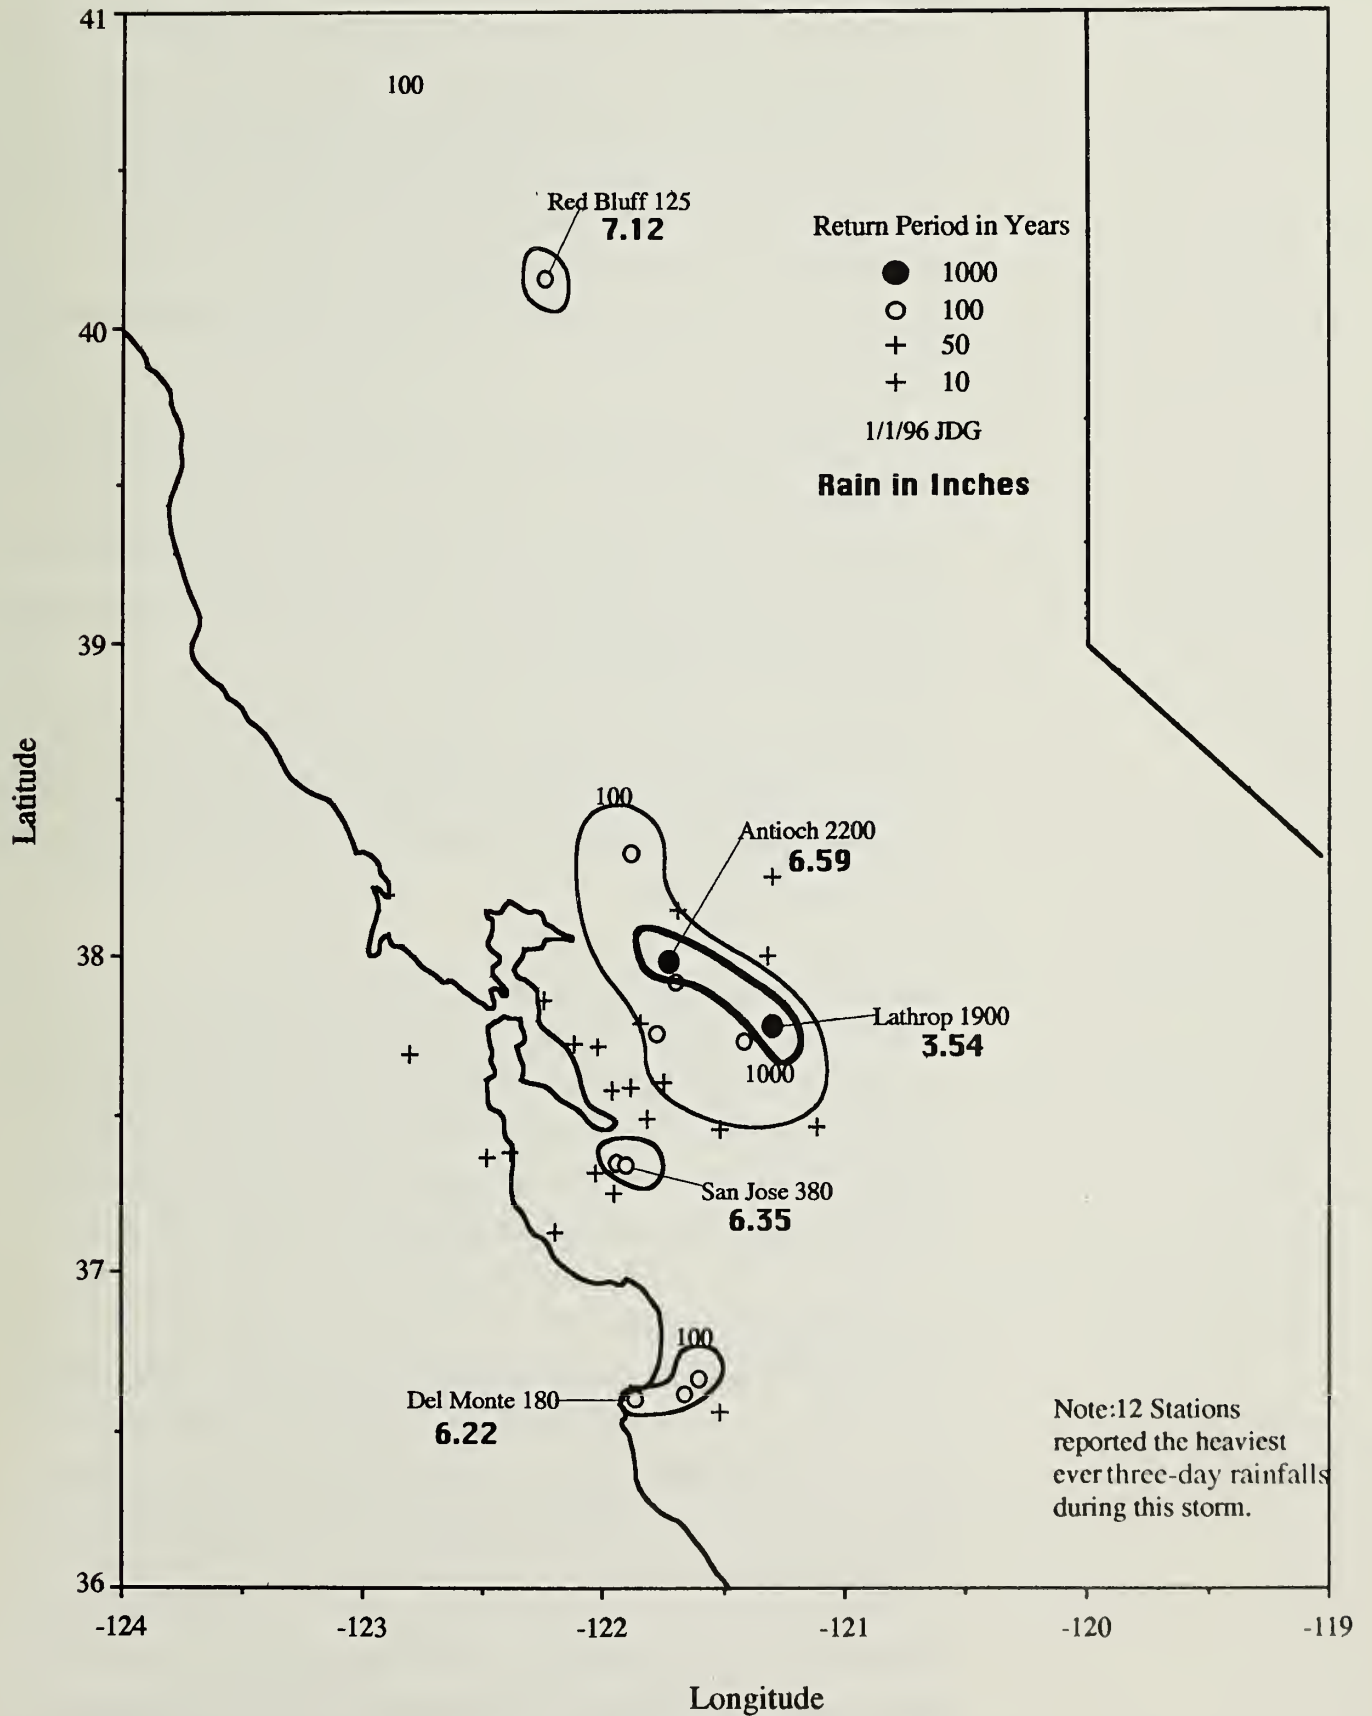 41
100
Red Bluff 125
7.12
Return Period in Years
1000
100
50
10
1/1/96 JDG
Rain in Inches
40
39
Latitude
100
Antioch 2200
6.59
38
Lathrop 1900
3.54
1000
San Jose 380
6.35
37
100
Del Monte 180
6.22
Note:12 Stations
reported the heaviest
ever three-day rainfalls
during this storm.
36
-124
-123
-122
-121
-120
-119
Longitude